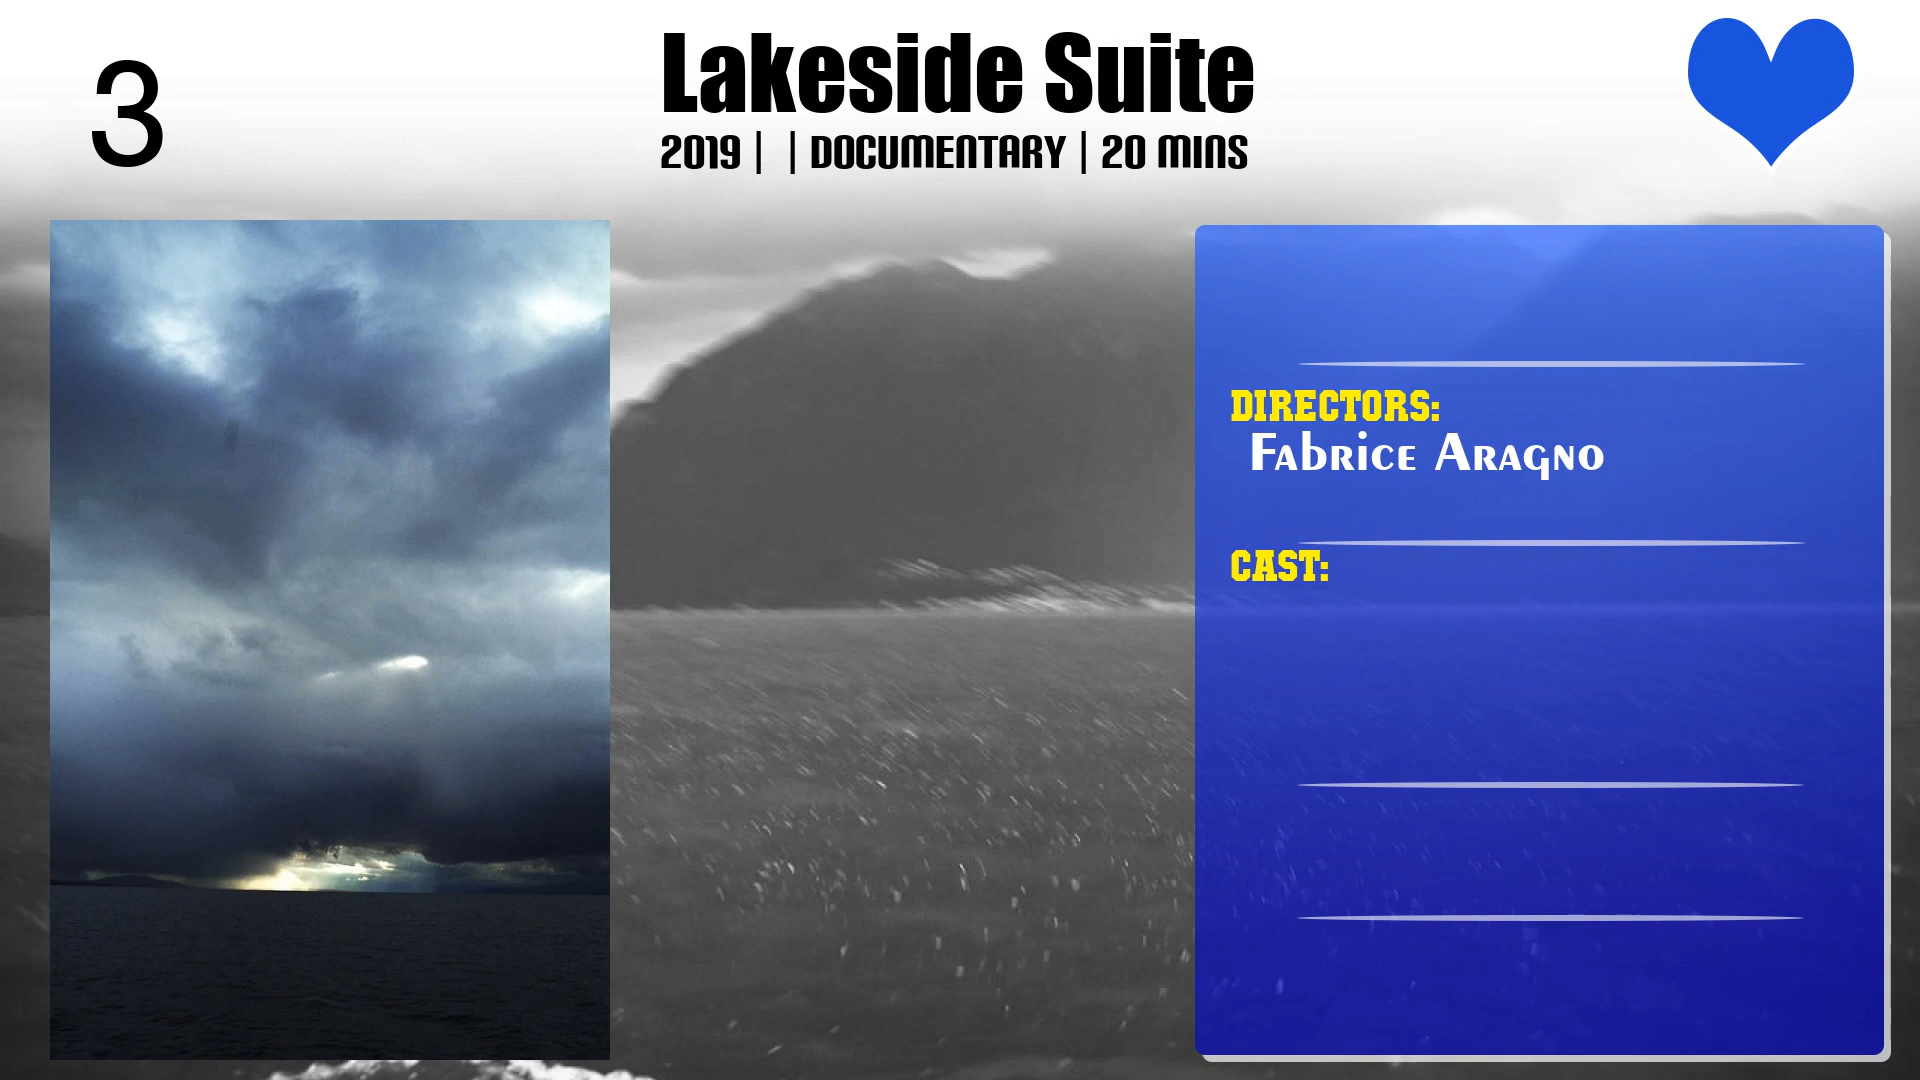 3
Lakeside Suite
2019 | | DOCUMENTARY | 20 MINS
DIRECTORS:
Fabrice Aragno
CAST: